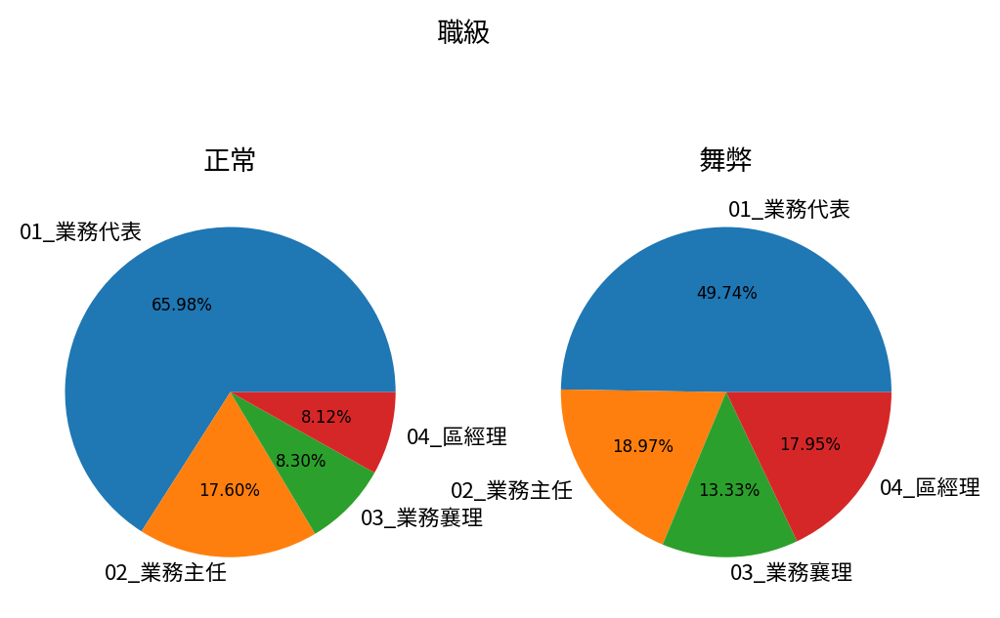 職級
正常
01_業務代表
65.98%
8.12%
04_區經理
8.30%
17.60%
03_業務襄理
02_業務主任
舞弊
01_業務代表
49.74%
18.97%
17.95%
02_業務主任
13.33%
04_區經理
03_業務襄理